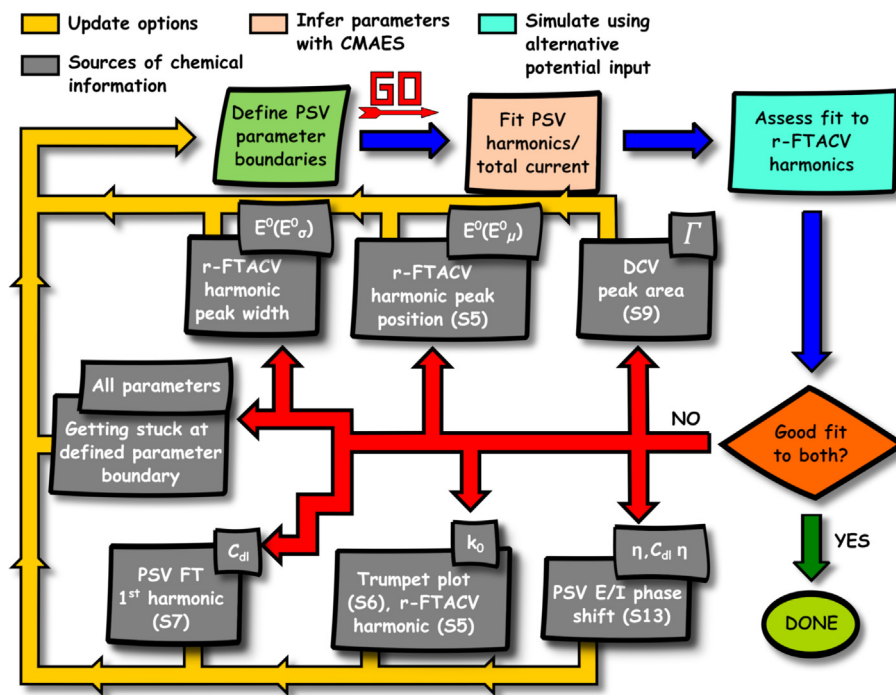 Update options
Infer parameters
with CMAES
Simulate using
alternative
potential input
Sources of chemical
information
GO
Define PSV
parameter
boundaries
Fit PSV
harmonics/
total current
Assess fit to
r-FTACV
harmonics
E⁰(E⁰σ)
r-FTACV
harmonic
peak width
E⁰(E⁰μ)
r-FTACV
harmonic peak
position (S5)
Γ
DCV
peak area
(S9)
All parameters
Getting stuck at
defined parameter
boundary
NO
Good fit
to both?
YES
DONE
Cdl
PSV FT
1st harmonic
(S7)
k₀
Trumpet plot
(S6), r-FTACV
harmonic (S5)
η,Cdl η
PSV E/I phase
shift (S13)